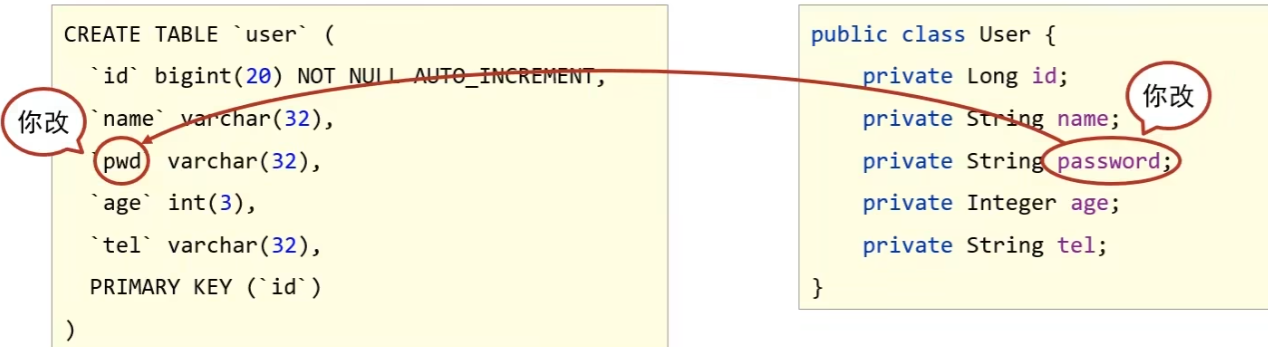 CREATE TABLE `user` (
`id` bigint(20) NOT NULL AUTO_INCREMENT,
`name` varchar(32),
`pwd` varchar(32),
`age` int(3),
`tel` varchar(32),
PRIMARY KEY (`id`)
)
你改
public class User {
private Long id;
private String name;
private String password;
private Integer age;
private String tel;
}
你改